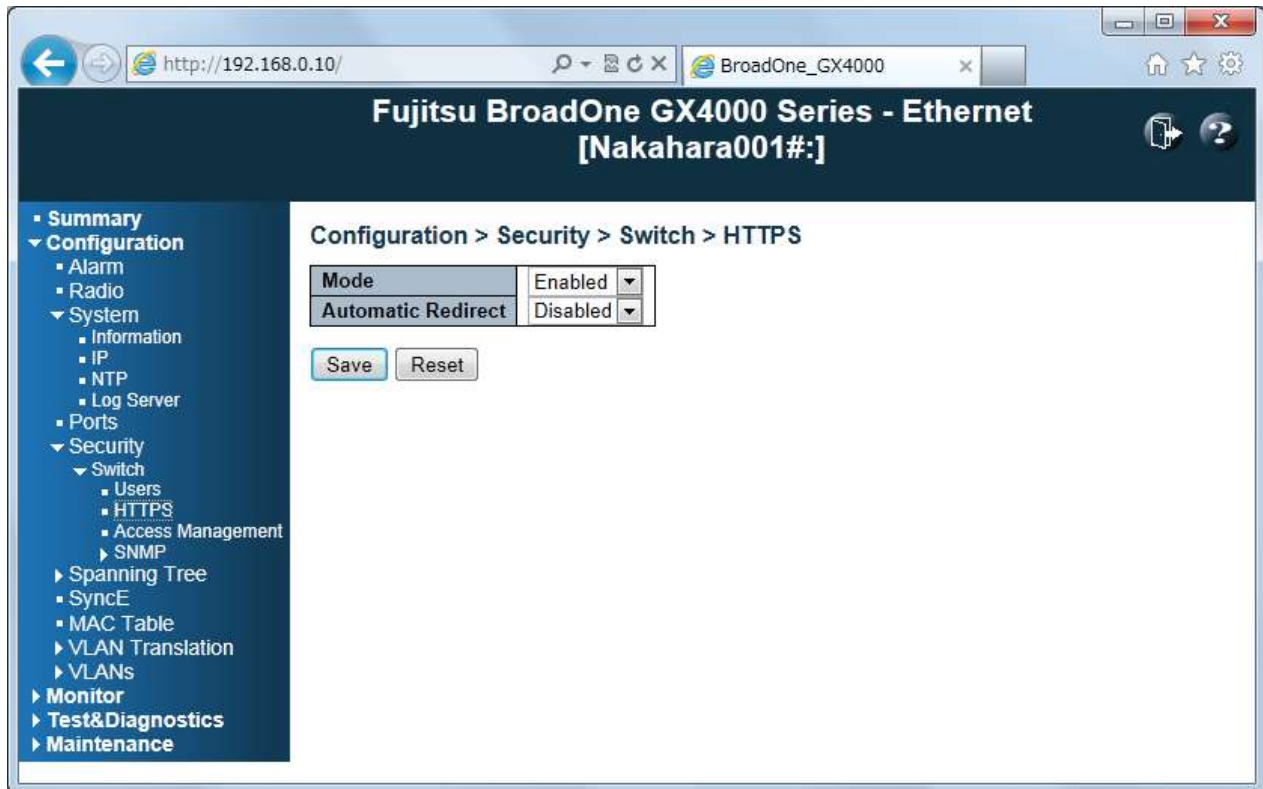 http://192.168.0.10/
BroadOne_GX4000
Fujitsu BroadOne GX4000 Series - Ethernet
[Nakahara001#:]
Summary
Configuration
Alarm
Radio
System
Information
IP
NTP
Log Server
Ports
Security
Switch
Users
HTTPS
Access Management
SNMP
Spanning Tree
SyncE
MAC Table
VLAN Translation
VLANs
Monitor
Test&Diagnostics
Maintenance
Configuration > Security > Switch > HTTPS
Mode Enabled
Automatic Redirect Disabled
Save Reset